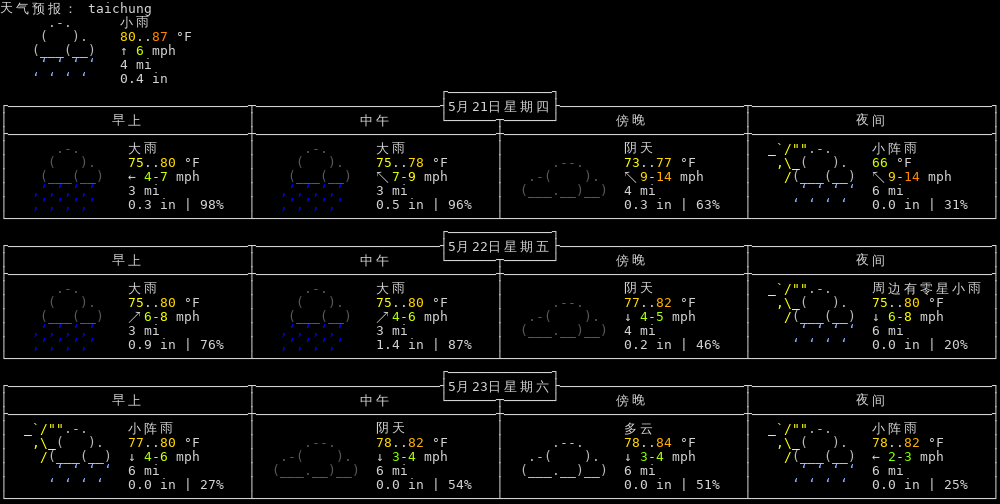 天气预报： taichung
小雨
80..87 °F
↑ 6 mph
4 mi
0.4 in
5月21日星期四
早上 中午 傍晚 夜间
大雨 大雨 阴天 小阵雨
75..80 °F 75..78 °F 73..77 °F 66 °F
← 4-7 mph ↖ 7-9 mph ↖ 9-14 mph ↖ 9-14 mph
3 mi 3 mi 4 mi 6 mi
0.3 in | 98% 0.5 in | 96% 0.3 in | 63% 0.0 in | 31%
5月22日星期五
早上 中午 傍晚 夜间
大雨 大雨 阴天 周边有零星小雨
75..80 °F 75..80 °F 77..82 °F 75..80 °F
↗ 6-8 mph ↗ 4-6 mph ↓ 4-5 mph ↓ 6-8 mph
3 mi 3 mi 4 mi 6 mi
0.9 in | 76% 1.4 in | 87% 0.2 in | 46% 0.0 in | 20%
5月23日星期六
早上 中午 傍晚 夜间
小阵雨 阴天 多云 小阵雨
77..80 °F 78..82 °F 78..84 °F 78..82 °F
↓ 4-6 mph ↓ 3-4 mph ↓ 3-4 mph ← 2-3 mph
6 mi 6 mi 6 mi 6 mi
0.0 in | 27% 0.0 in | 54% 0.0 in | 51% 0.0 in | 25%